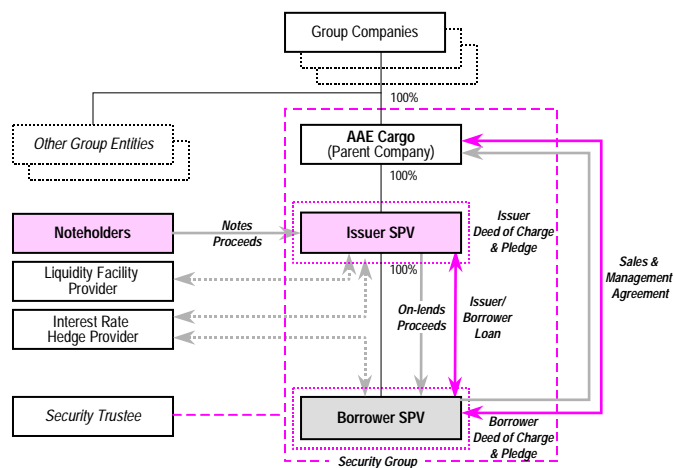 Group Companies
100%
Other Group Entities
AAE Cargo
(Parent Company)
100%
Noteholders
Notes
Proceeds
Issuer SPV
Issuer
Deed of Charge
& Pledge
Liquidity Facility
Provider
100%
Sales &
Management
Agreement
Interest Rate
Hedge Provider
On-lends
Proceeds
Issuer/
Borrower
Loan
Security Trustee
Borrower SPV
Borrower
Deed of Charge
& Pledge
Security Group